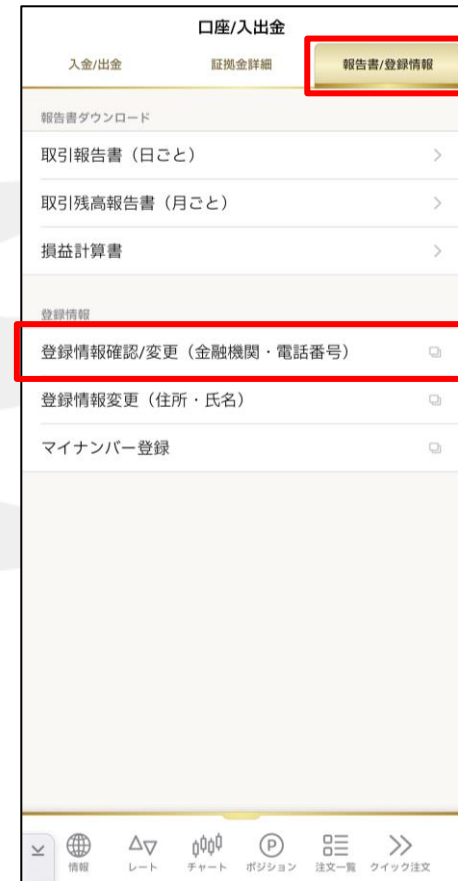 口座/入出金
入金/出金
証拠金詳細
報告書/登録情報
報告書ダウンロード
取引報告書（日ごと）
取引残高報告書（月ごと）
損益計算書
登録情報
登録情報確認/変更（金融機関・電話番号）
登録情報変更（住所・氏名）
マイナンバー登録
情報
レート
チャート
P
ポジション
注文一覧
クイック注文